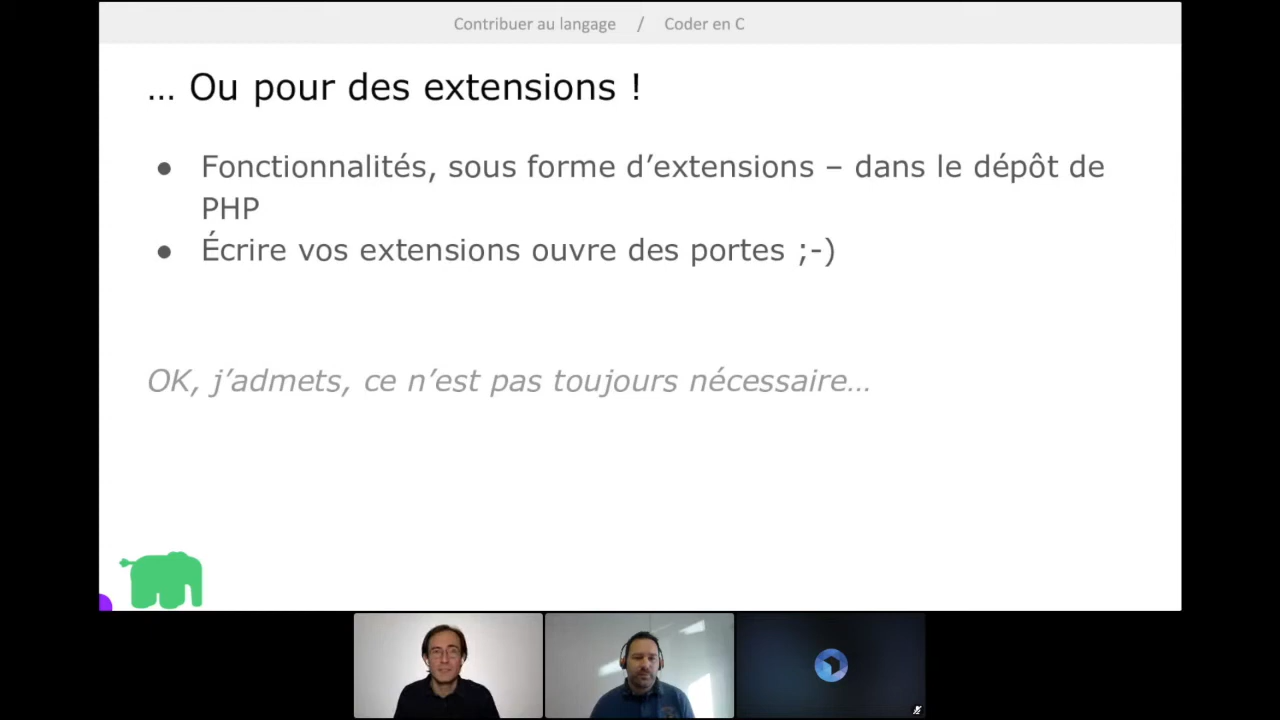 Contribuer au langage / Coder en C
… Ou pour des extensions !
● Fonctionnalités, sous forme d’extensions – dans le dépôt de
PHP
● Écrire vos extensions ouvre des portes ;-)
OK, j’admets, ce n’est pas toujours nécessaire…